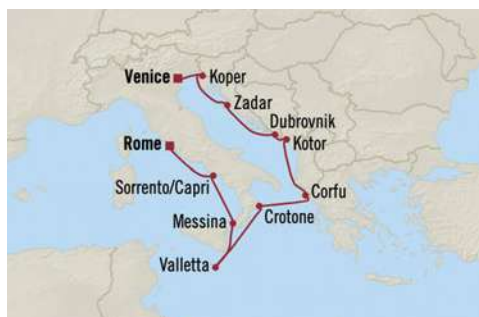 Venice
Koper
Zadar
Dubrovnik
Kotor
Rome
Sorrento/Capri
Corfu
Crotone
Messina
Valletta